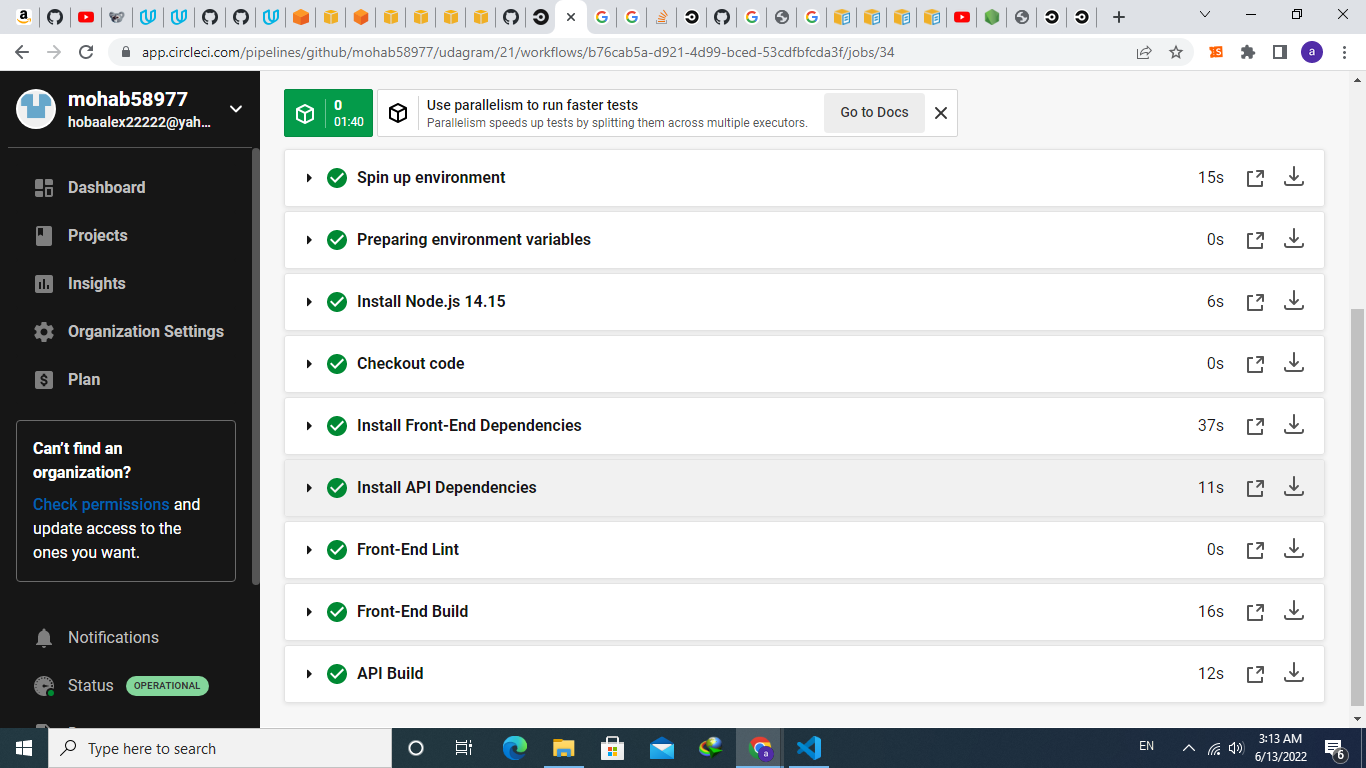 app.circleci.com/pipelines/github/mohab58977/udagram/21/workflows/b76cab5a-d921-4d99-bced-53cdfbfcda3f/jobs/34
a
mohab58977
hobaalex22222@yah...
Dashboard
Projects
Insights
Organization Settings
Plan
Can't find an
organization?
Check permissions and
update access to the
ones you want.
Notifications
Status OPERATIONAL
0
01:40
Use parallelism to run faster tests
Parallelism speeds up tests by splitting them across multiple executors.
Go to Docs
Spin up environment 15s
Preparing environment variables 0s
Install Node.js 14.15 6s
Checkout code 0s
Install Front-End Dependencies 37s
Install API Dependencies 11s
Front-End Lint 0s
Front-End Build 16s
API Build 12s
Type here to search
a
EN
3:13 AM
6/13/2022
6